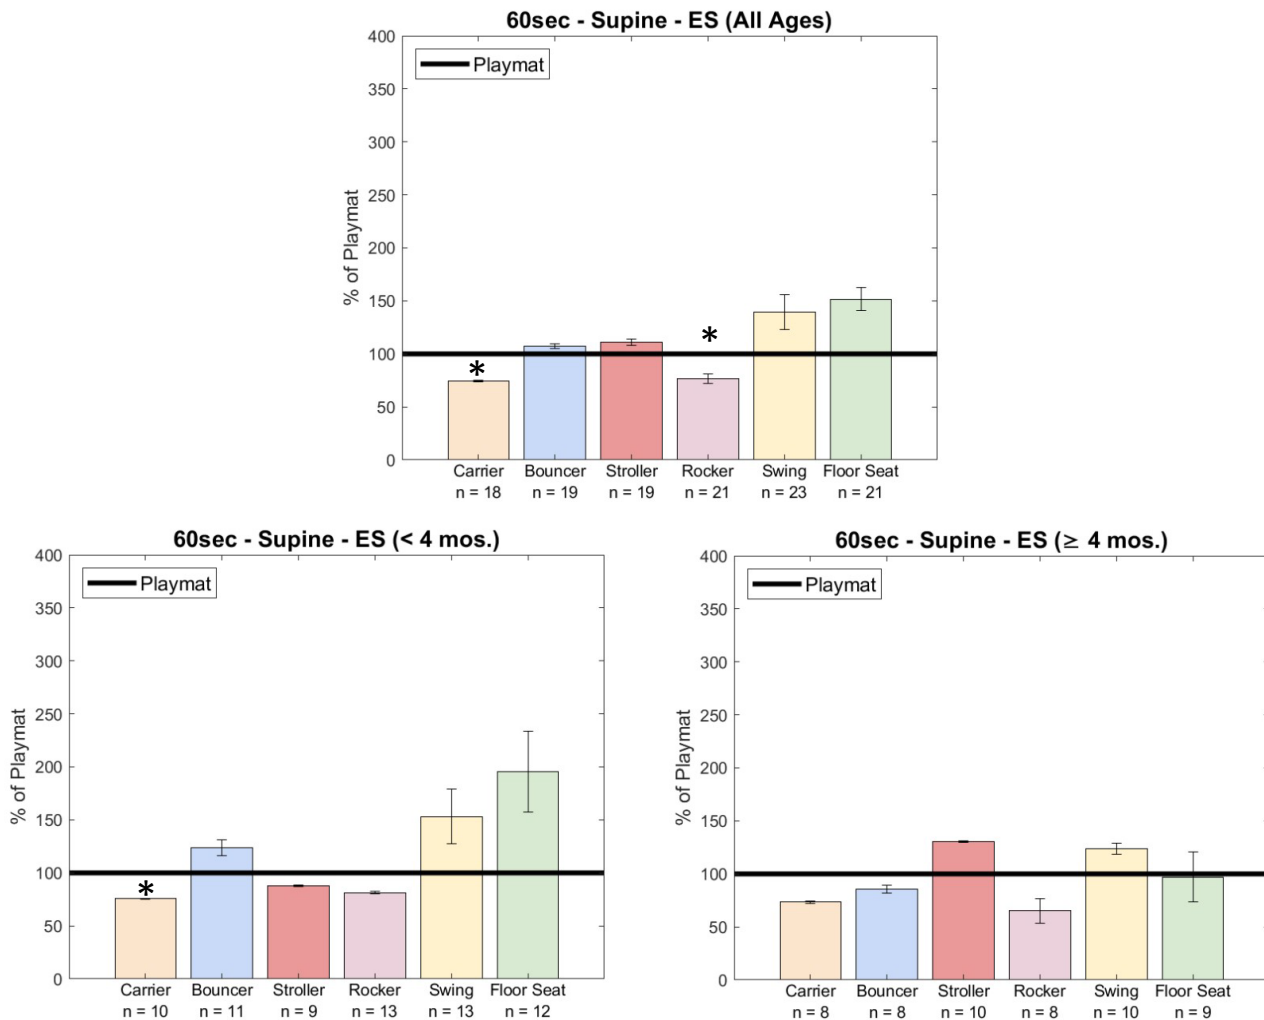 60sec - Supine - ES (All Ages)
400
350
300
250
200
150
100
50
0
% of Playmat
Playmat
*
*
Carrier Bouncer Stroller Rocker Swing Floor Seat
n = 18 n = 19 n = 19 n = 21 n = 23 n = 21
60sec - Supine - ES (< 4 mos.)
400
350
300
250
200
150
100
50
0
% of Playmat
Playmat
*
Carrier Bouncer Stroller Rocker Swing Floor Seat
n = 10 n = 11 n = 9 n = 13 n = 13 n = 12
60sec - Supine - ES (≥ 4 mos.)
400
350
300
250
200
150
100
50
0
% of Playmat
Playmat
Carrier Bouncer Stroller Rocker Swing Floor Seat
n = 8 n = 8 n = 10 n = 8 n = 10 n = 9